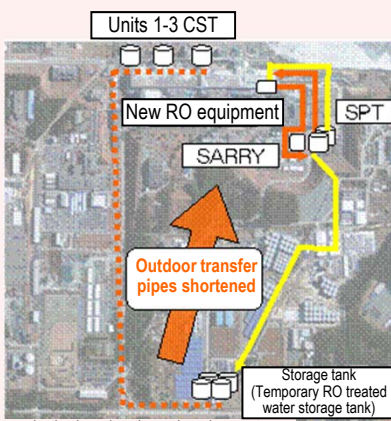 Units 1-3 CST
New RO equipment
SPT
SARRY
Outdoor transfer
pipes shortened
Storage tank
(Temporary RO treated
water storage tank)